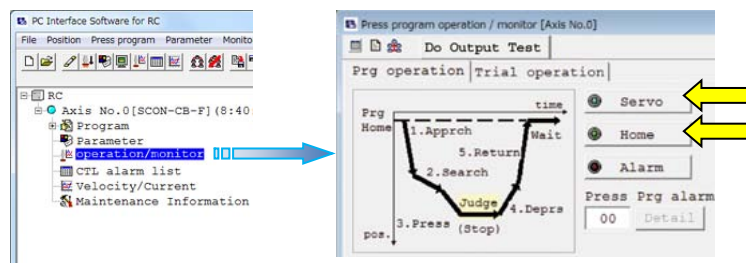 PC Interface Software for RC
File Position Press program Parameter
RC
Axis No.0[SCON-CB-F](8:40
Program
Parameter
operation/monitor
CTL alarm list
Velocity/Current
Maintenance Information
Press program operation / monitor [Axis No.0]
Do Output Test
Prg operation Trial operation
Prg Home
time
1.Apprch
Wait
5.Return
2.Search
Judge
4.Deprs
3.Press
(Stop)
pos.
Servo
Home
Alarm
Press Prg alarm
00 Detail